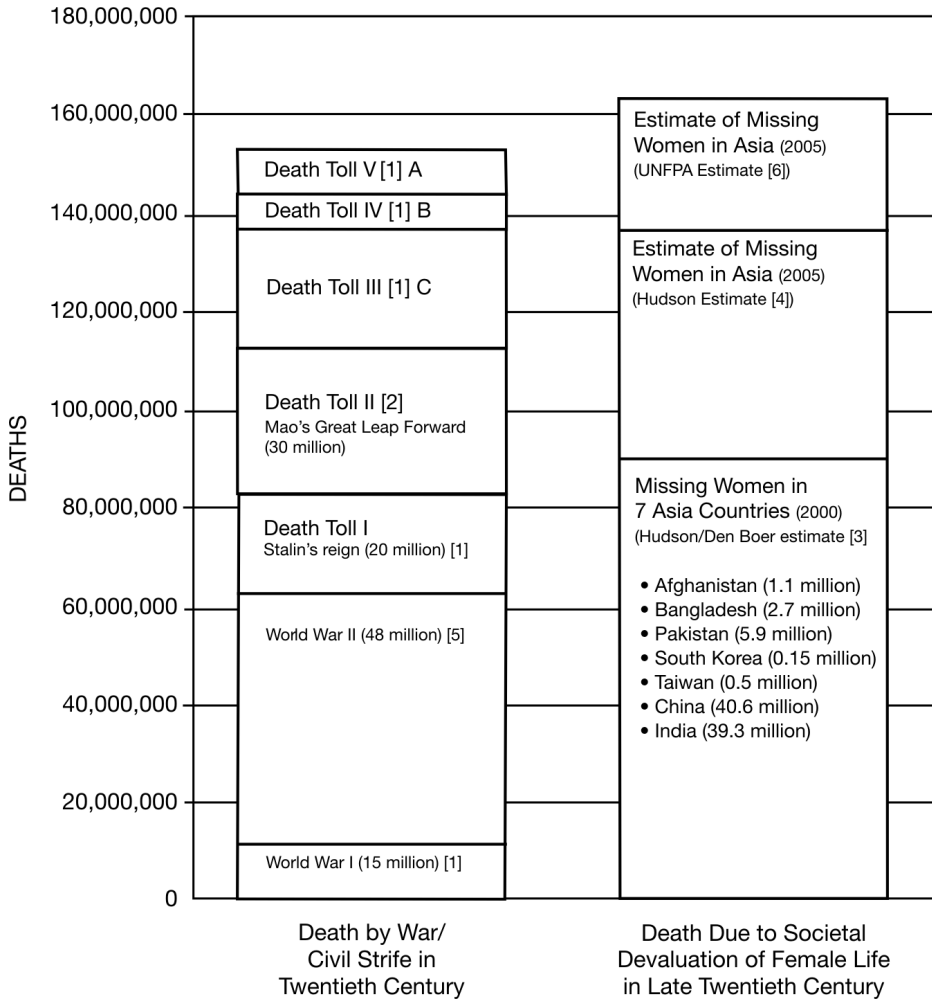 180,000,000
160,000,000
140,000,000
120,000,000
100,000,000
80,000,000
60,000,000
40,000,000
20,000,000
0
DEATHS
Death Toll V [1] A
Death Toll IV [1] B
Death Toll III [1] C
Death Toll II [2]
Mao's Great Leap Forward
(30 million)
Death Toll I
Stalin's reign (20 million) [1]
World War II (48 million) [5]
World War I (15 million) [1]
Death by War/
Civil Strife in
Twentieth Century
Estimate of Missing
Women in Asia (2005)
(UNFPA Estimate [6])
Estimate of Missing
Women in Asia (2005)
(Hudson Estimate [4])
Missing Women in
7 Asia Countries (2000)
(Hudson/Den Boer estimate [3]
• Afghanistan (1.1 million)
• Bangladesh (2.7 million)
• Pakistan (5.9 million)
• South Korea (0.15 million)
• Taiwan (0.5 million)
• China (40.6 million)
• India (39.3 million)
Death Due to Societal
Devaluation of Female Life
in Late Twentieth Century